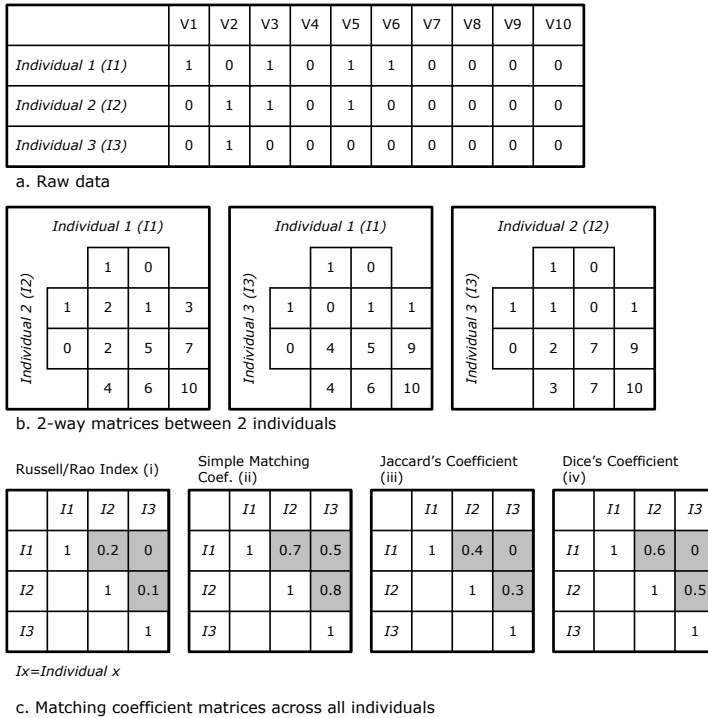 V1 V2 V3 V4 V5 V6 V7 V8 V9 V10
Individual 1 (I1) 1 0 1 0 1 1 0 0 0 0
Individual 2 (I2) 0 1 1 0 1 0 0 0 0 0
Individual 3 (I3) 0 1 0 0 0 0 0 0 0 0
a. Raw data
Individual 1 (I1)
Individual 2 (I2)
1 0
1 2 1 3
0 2 5 7
4 6 10
Individual 1 (I1)
Individual 3 (I3)
1 0
1 0 1 1
0 4 5 9
4 6 10
Individual 2 (I2)
Individual 3 (I3)
1 0
1 1 0 1
0 2 7 9
3 7 10
b. 2-way matrices between 2 individuals
Russell/Rao Index (i)
I1 I2 I3
I1 1 0.2 0
I2 1 0.1
I3 1
Simple Matching
Coef. (ii)
I1 I2 I3
I1 1 0.7 0.5
I2 1 0.8
I3 1
Jaccard's Coefficient
(iii)
I1 I2 I3
I1 1 0.4 0
I2 1 0.3
I3 1
Dice's Coefficient
(iv)
I1 I2 I3
I1 1 0.6 0
I2 1 0.5
I3 1
Ix=Individual x
c. Matching coefficient matrices across all individuals